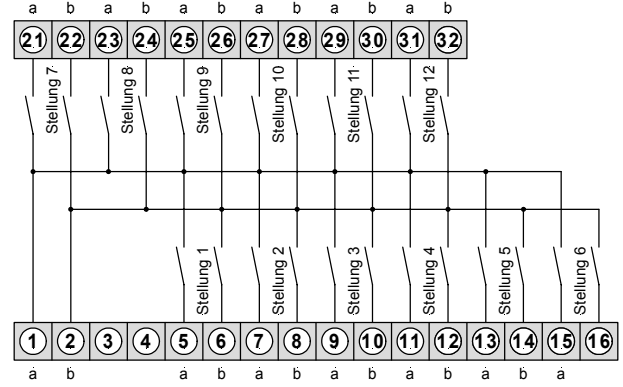 a b a b a b a b a b a b
21 22 23 24 25 26 27 28 29 30 31 32
Stellung 7
Stellung 8
Stellung 9
Stellung 10
Stellung 11
Stellung 12
Stellung 1
Stellung 2
Stellung 3
Stellung 4
Stellung 5
Stellung 6
1 2 3 4 5 6 7 8 9 10 11 12 13 14 15 16
a b a b a b a b a b a b a